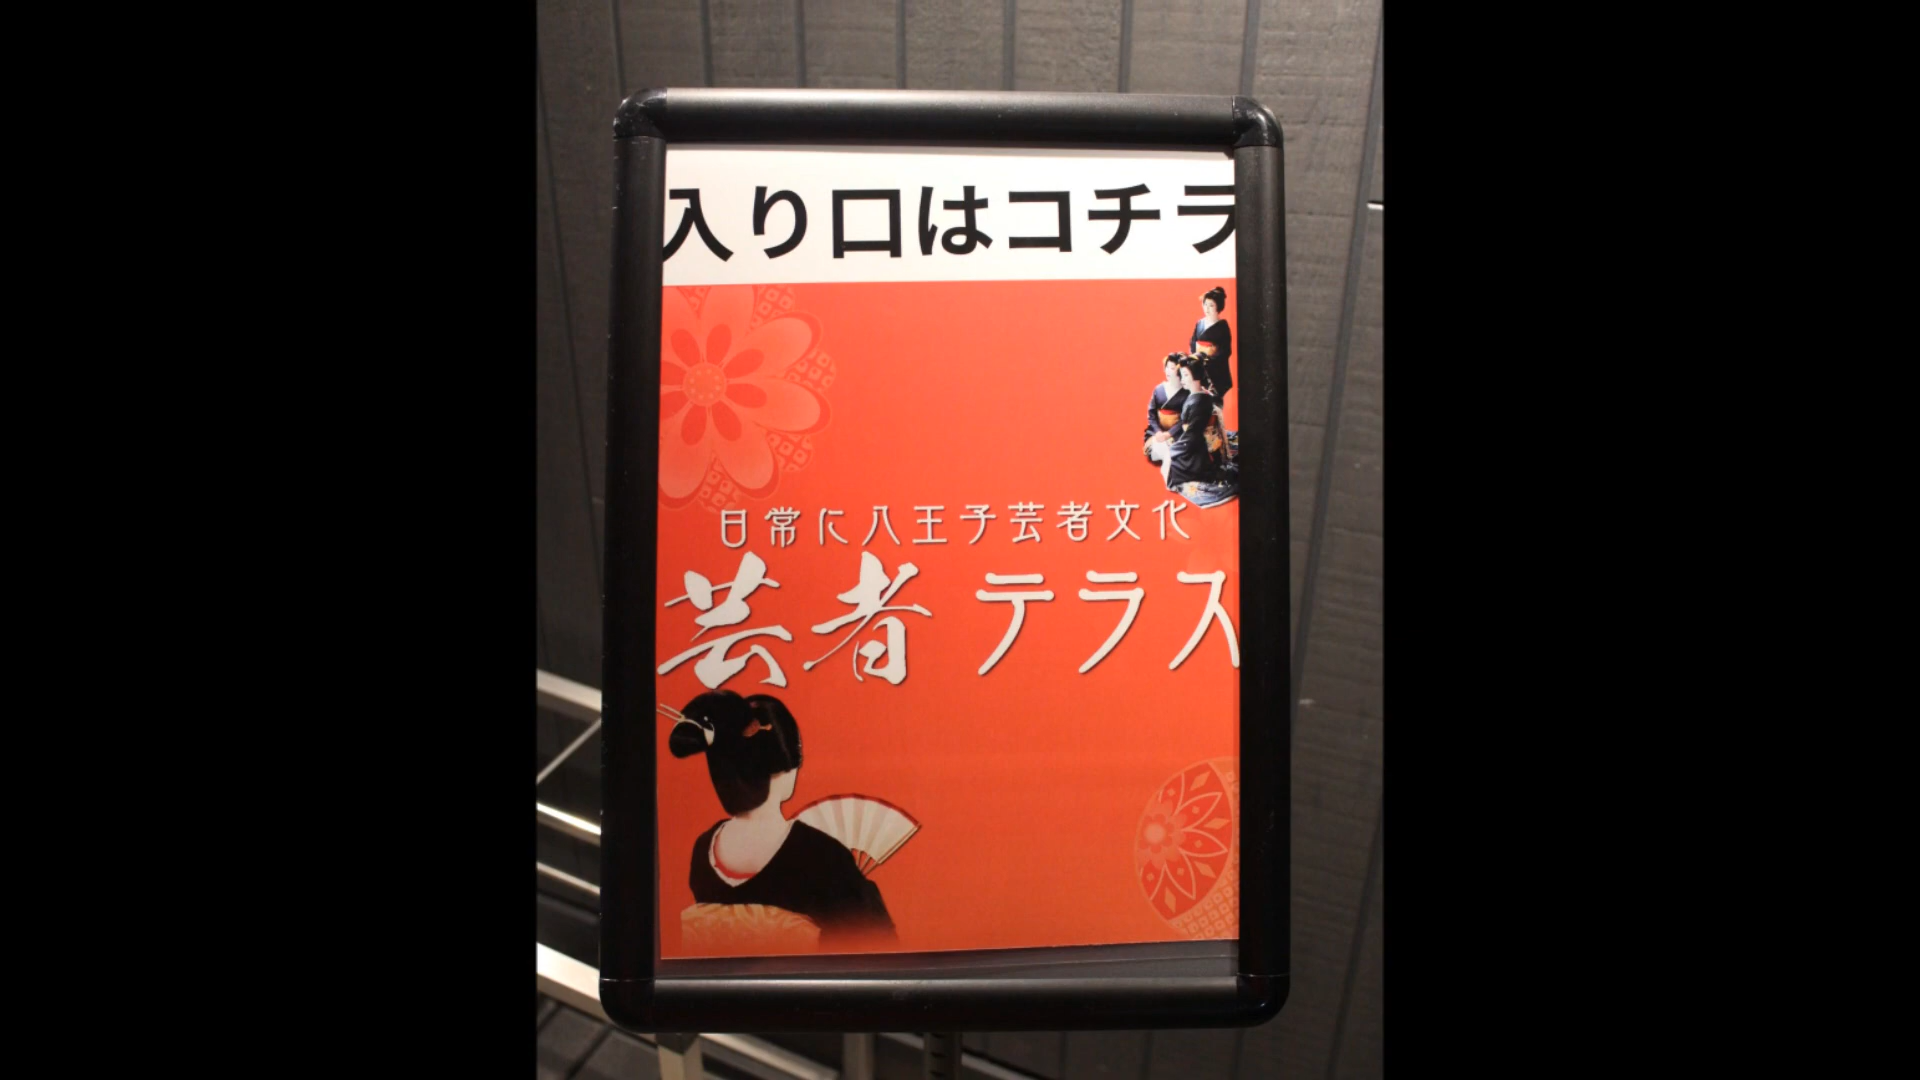 入り口はコチラ
日常に八王子芸者文化
芸者テラス